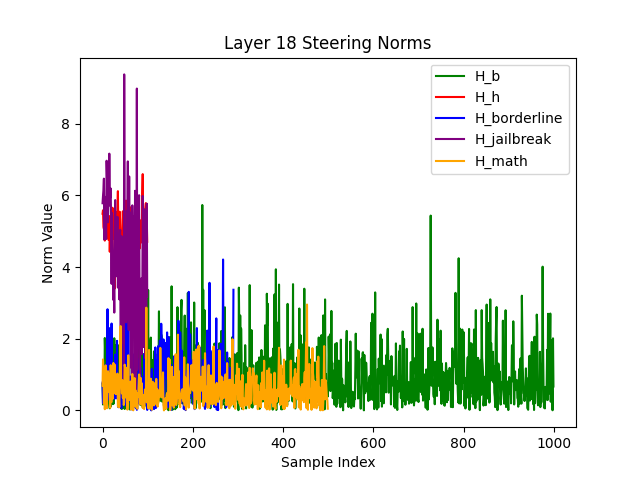 Layer 18 Steering Norms
H_b
H_h
H_borderline
H_jailbreak
H_math
Norm Value
8
6
4
2
0
0 200 400 600 800 1000
Sample Index